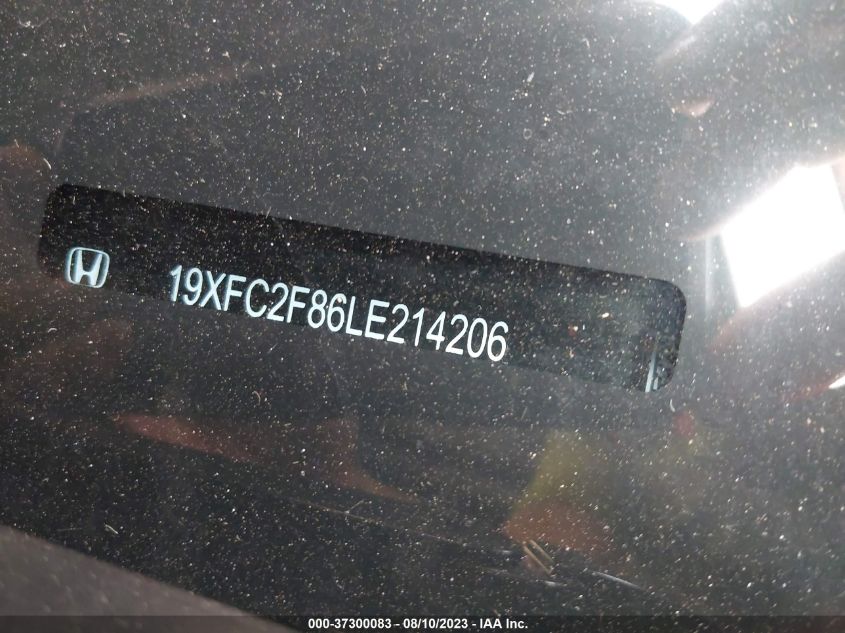 19XFC2F86LE214206
000-37300083 - 08/10/2023 - IAA Inc.